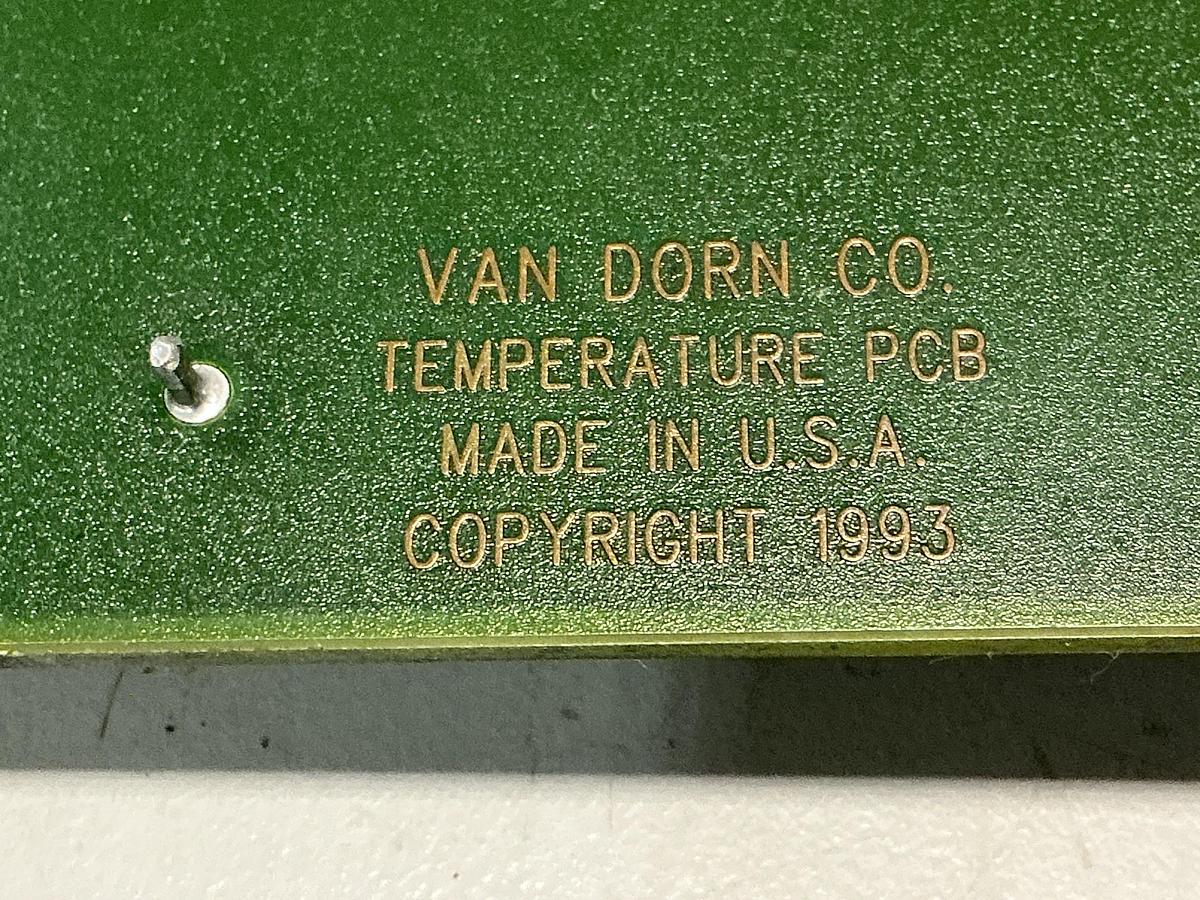 VAN DORN CO.
TEMPERATURE PCB
MADE IN U.S.A.
COPYRIGHT 1993